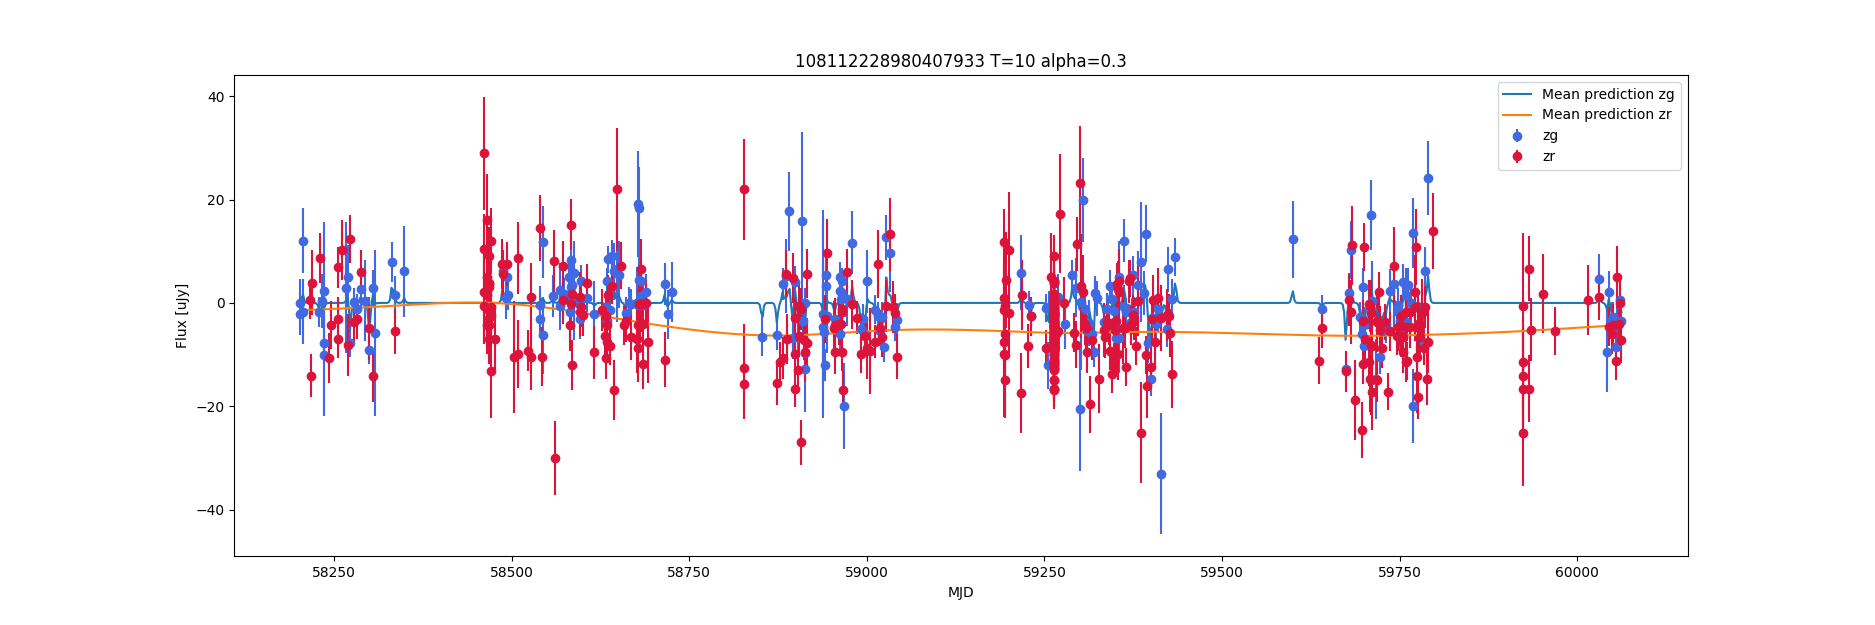 108112228980407933 T=10 alpha=0.3
Mean prediction zg
Mean prediction zr
zg
zr
Flux [uJy]
40
20
0
−20
−40
58250
58500
58750
59000
59250
59500
59750
60000
MJD